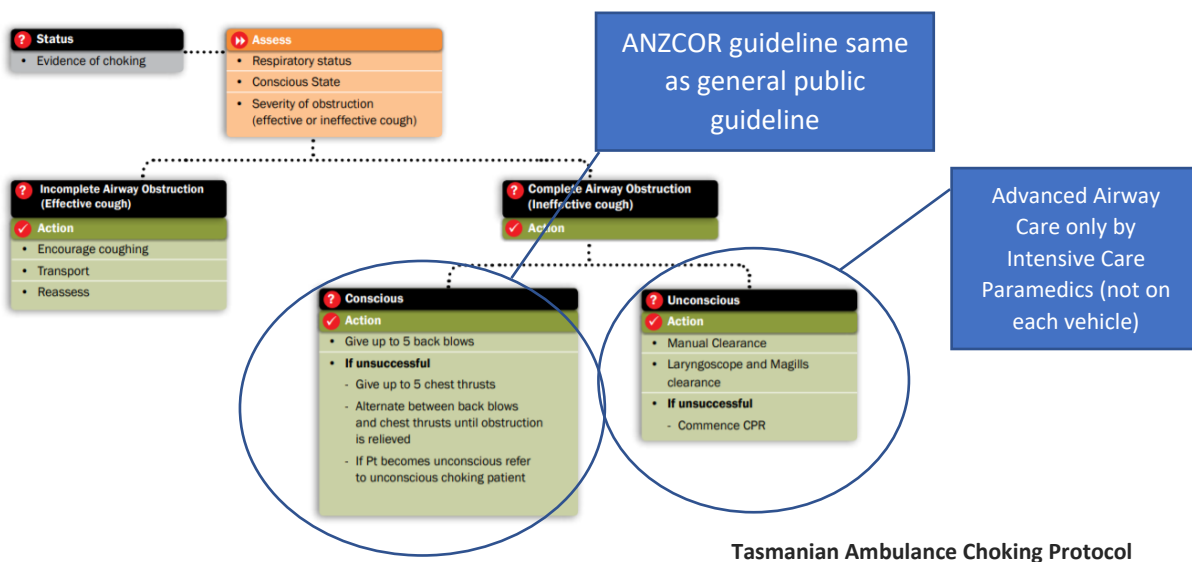 ? Status
• Evidence of choking
Assess
• Respiratory status
• Conscious State
• Severity of obstruction
(effective or ineffective cough)
ANZCOR guideline same
as general public
guideline
? Incomplete Airway Obstruction
(Effective cough)
Action
• Encourage coughing
• Transport
• Reassess
? Complete Airway Obstruction
(Ineffective cough)
Action
Advanced Airway
Care only by
Intensive Care
Paramedics (not on
each vehicle)
? Conscious
Action
• Give up to 5 back blows
• If unsuccessful
- Give up to 5 chest thrusts
- Alternate between back blows
and chest thrusts until obstruction
is relieved
- If Pt becomes unconscious refer
to unconscious choking patient
? Unconscious
Action
• Manual Clearance
• Laryngoscope and Magills
clearance
• If unsuccessful
- Commence CPR
Tasmanian Ambulance Choking Protocol